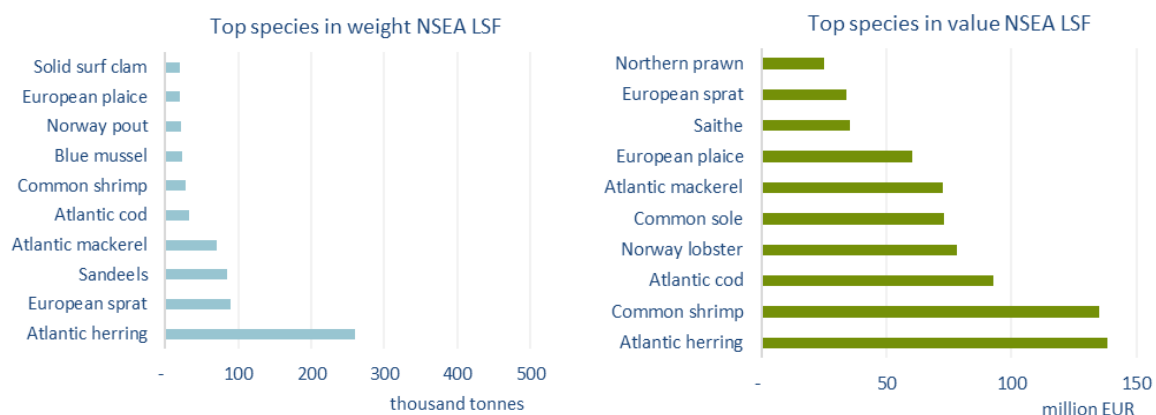 Top species in weight NSEA LSF
Solid surf clam
European plaice
Norway pout
Blue mussel
Common shrimp
Atlantic cod
Atlantic mackerel
Sandeels
European sprat
Atlantic herring
- 100 200 300 400 500
thousand tonnes
Top species in value NSEA LSF
Northern prawn
European sprat
Saithe
European plaice
Atlantic mackerel
Common sole
Norway lobster
Atlantic cod
Common shrimp
Atlantic herring
- 50 100 150
million EUR